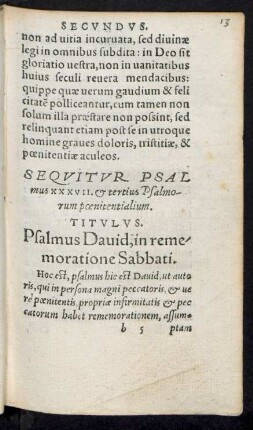 SECVNDVS.
13
non ad uitia incuruata, sed diuinæ
legi in omnibus subdita: in Deo sit
gloriatio uestra, non in uanitatibus
huius seculi reuera mendacibus:
quippe quæ uerum gaudium & feli
citatẽ polliceantur, cum tamen non
solum illa præstare non possint, sed
relinquant etiam post se in utroque
homine graues doloris, tristitiæ, &
pœnitentiæ aculeos.
SEQVITVR PSAL
mus XXXVII. & tertius Psalmo-
rum pœnitentialium.
TITVLVS.
Psalmus Dauid, in reme-
moratione Sabbati.
Hoc est, psalmus hic est Dauid, ut auto
ris, qui in persona magni peccatoris, & ue
rè pœnitentis, propriæ infirmitatis & pec
catorum habet rememorationem, assum-
b 5 ptam